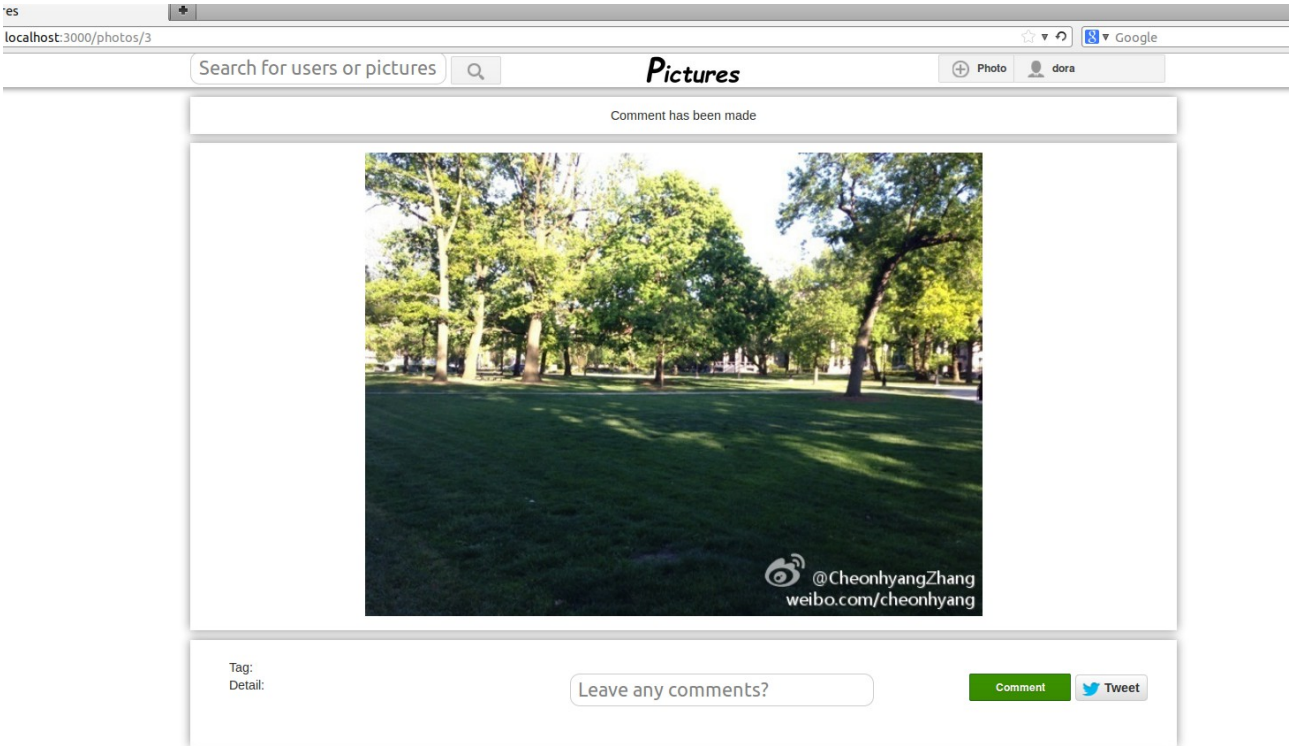 res
localhost:3000/photos/3
Google
Search for users or pictures
Pictures
Photo
dora
Comment has been made
@CheonhyangZhang
weibo.com/cheonhyang
Tag:
Detail:
Leave any comments?
Comment
Tweet